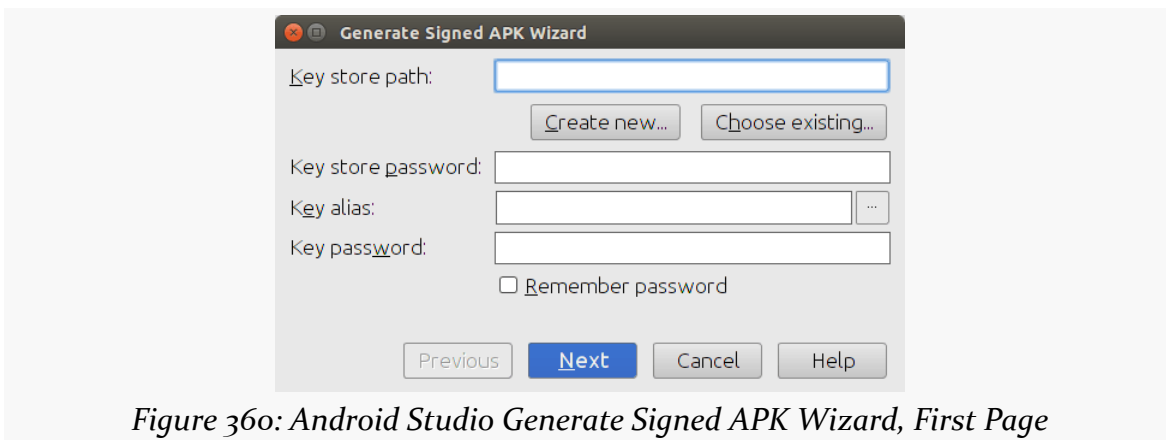 Generate Signed APK Wizard
Key store path:
Create new... Choose existing...
Key store password:
Key alias: ...
Key password:
Remember password
Previous Next Cancel Help
Figure 360: Android Studio Generate Signed APK Wizard, First Page